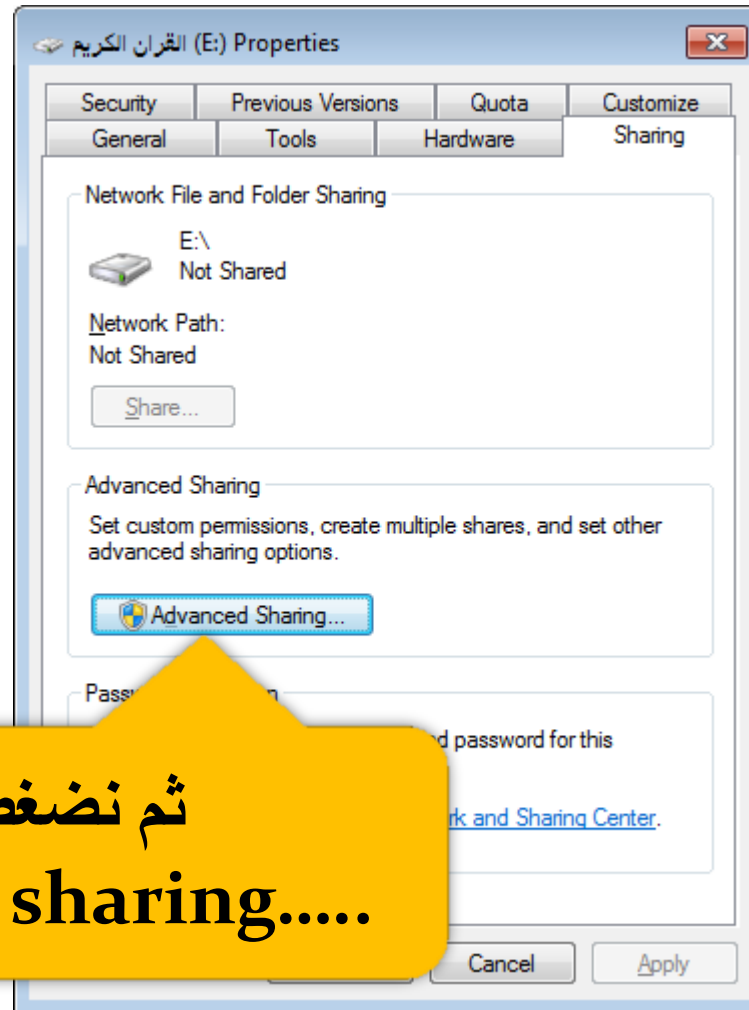 القران الكريم (E:) Properties
Security Previous Versions Quota Customize
General Tools Hardware Sharing
Network File and Folder Sharing
E:\
Not Shared
Network Path:
Not Shared
Share...
Advanced Sharing
Set custom permissions, create multiple shares, and set other
advanced sharing options.
Advanced Sharing...
password for this
and Sharing Center.
ثم
sharing.....
Cancel Apply